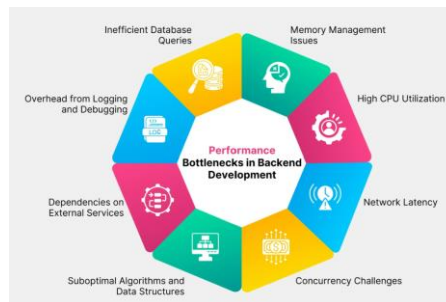 Inefficient Database
Queries
Memory Management
Issues
High CPU Utilization
Network Latency
Concurrency Challenges
Suboptimal Algorithms and
Data Structures
Dependencies on
External Services
Overhead from Logging
and Debugging
LOG
Performance
Bottlenecks in Backend
Development